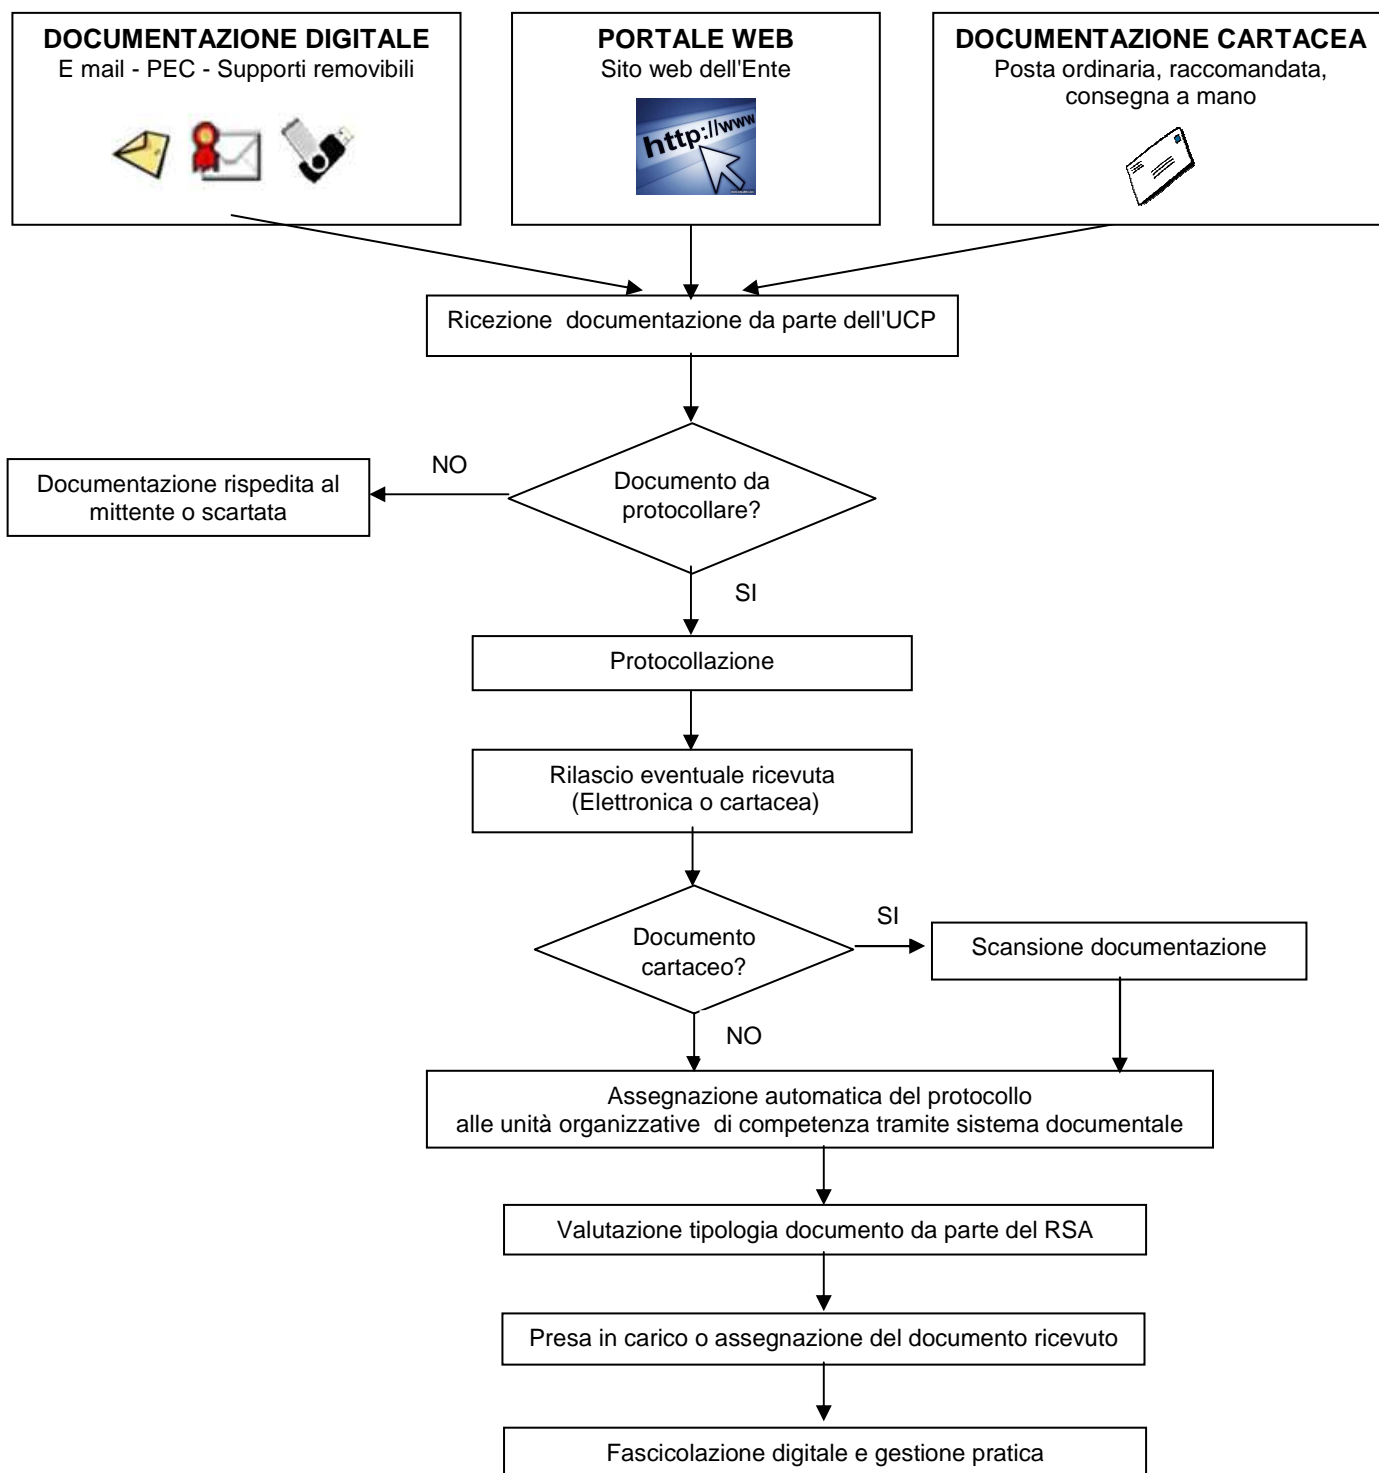 DOCUMENTAZIONE DIGITALE
E mail - PEC - Supporti removibili
PORTALE WEB
Sito web dell'Ente
http://www
DOCUMENTAZIONE CARTACEA
Posta ordinaria, raccomandata,
consegna a mano
Ricezione documentazione da parte dell'UCP
NO
Documento da
protocollare?
Documentazione rispedita al
mittente o scartata
SI
Protocollazione
Rilascio eventuale ricevuta
(Elettronica o cartacea)
Documento
cartaceo?
SI
Scansione documentazione
NO
Assegnazione automatica del protocollo
alle unità organizzative di competenza tramite sistema documentale
Valutazione tipologia documento da parte del RSA
Presa in carico o assegnazione del documento ricevuto
Fascicolazione digitale e gestione pratica